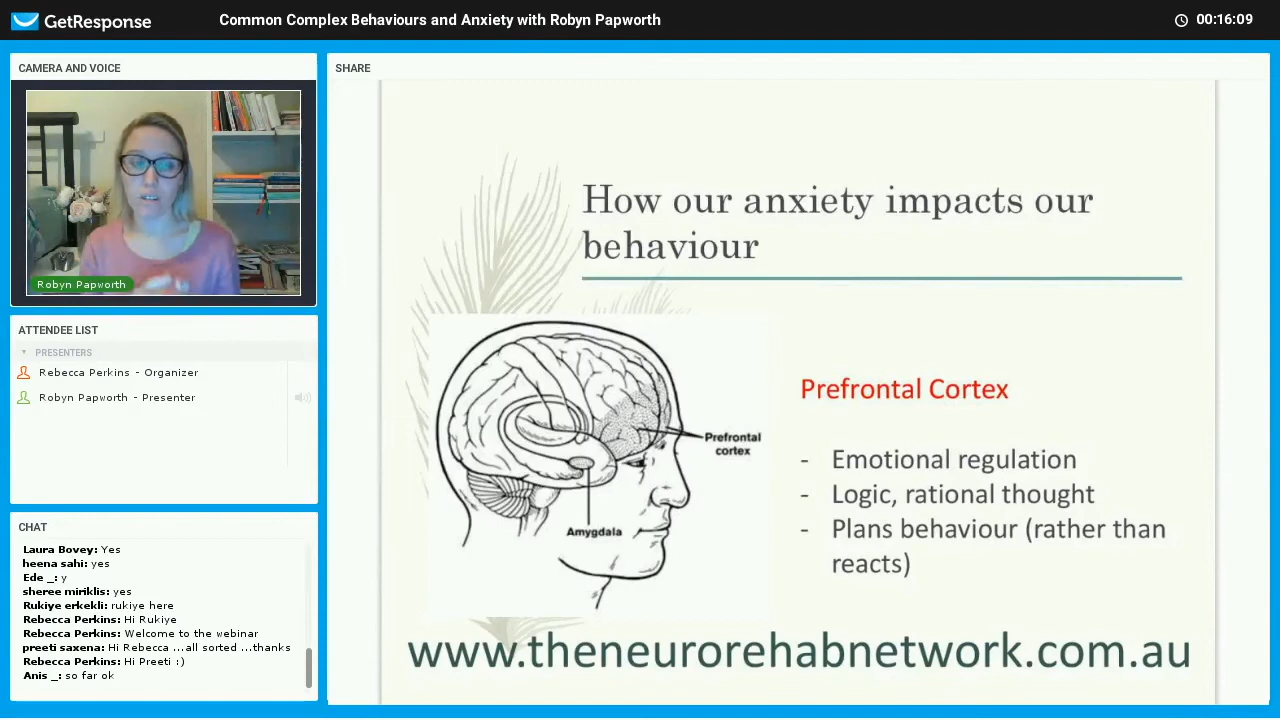 GetResponse
Common Complex Behaviours and Anxiety with Robyn Papworth
00:16:09
CAMERA AND VOICE
Robyn Papworth
ATTENDEE LIST
PRESENTERS
Rebecca Perkins - Organizer
Robyn Papworth - Presenter
CHAT
Laura Bovey: Yes
heena sahi: yes
Ede _: y
sheree miriklis: yes
Rukiye erkekli: rukiye here
Rebecca Perkins: Hi Rukiye
Rebecca Perkins: Welcome to the webinar
preeti saxena: Hi Rebecca ...all sorted ...thanks
Rebecca Perkins: Hi Preeti :)
Anis _: so far ok
SHARE
How our anxiety impacts our
behaviour
Prefrontal
cortex
Amygdala
Prefrontal Cortex
- Emotional regulation
- Logic, rational thought
- Plans behaviour (rather than
reacts)
www.theneurorehabnetwork.com.au